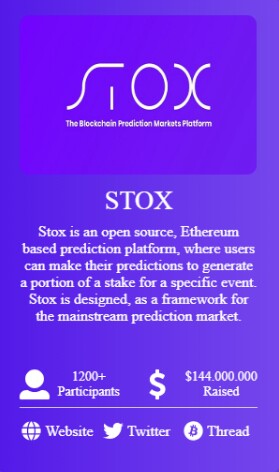 STOX
The Blockchain Prediction Markets Platform
STOX
Stox is an open source, Ethereum
based prediction platform, where users
can make their predictions to generate
a portion of a stake for a specific event.
Stox is designed, as a framework for
the mainstream prediction market.
1200+
Participants
$ $144.000.000
Raised
Website Twitter Thread